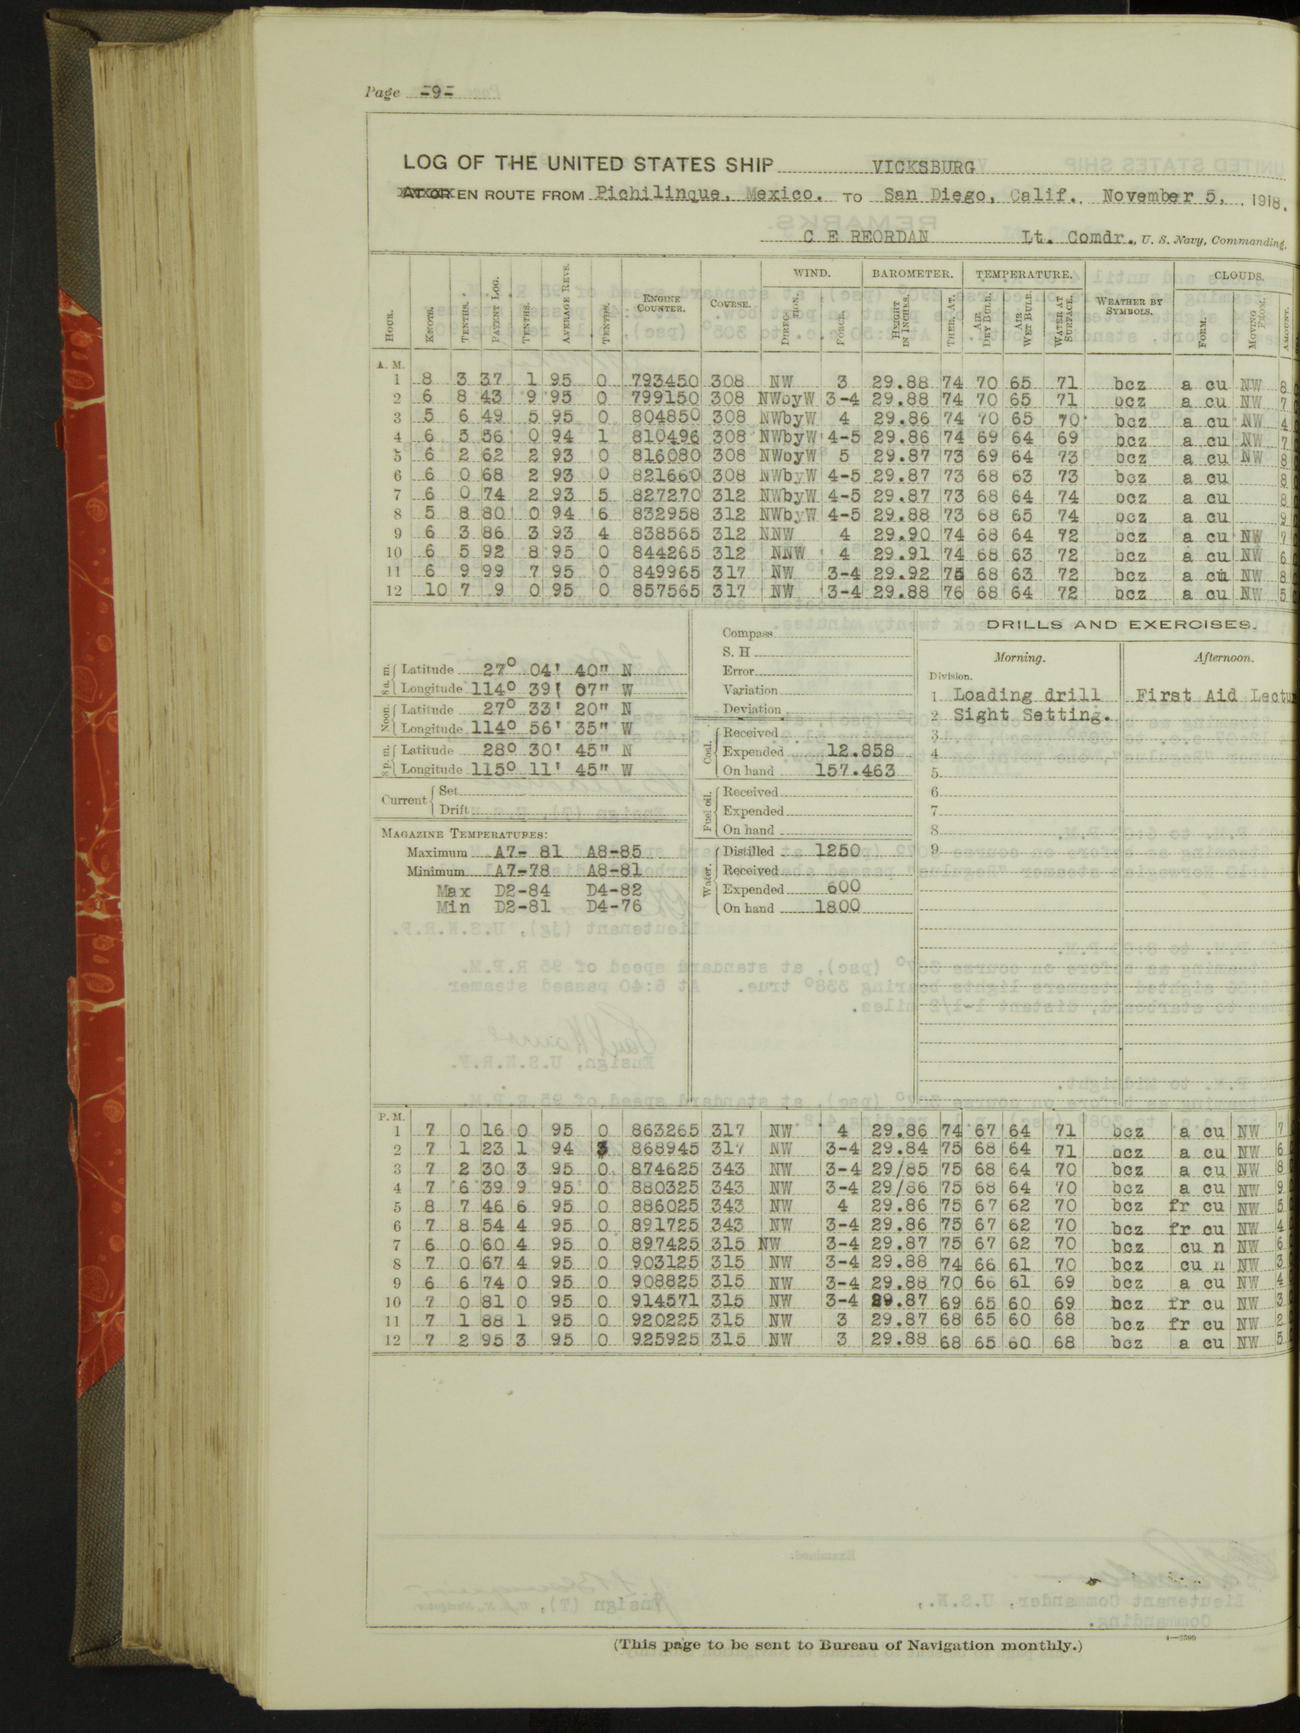 Page -9-
LOG OF THE UNITED STATES SHIP VICKSBURG
AT OR EN ROUTE FROM Pichilinque, Mexico. TO San Diego, Calif., November 5, , 1918.
C E REORDAN Lt. Comdr., U. S. Navy, Commanding,
HOUR. KNOTS. TENTHS. PATENT LOG. TENTHS. AVERAGE REVS. TENTHS. ENGINE COUNTER. COURSE. WIND. DIRECTION. FORCE. BAROMETER. HEIGHT IN INCHES. THER. AT. TEMPERATURE. AIR DRY BULB. AIR WET BULB. WATER AT SURFACE. WEATHER BY SYMBOLS. CLOUDS. FORM. MOVING FROM. AMOUNT.
A. M.
1 8 3 37 1 95 0 793450 308 NW 3 29.88 74 70 65 71 bcz a cu NW 8
2 6 8 43 9 95 0 799150 308 NWbyW 3-4 29.88 74 70 65 71 bcz a cu NW 7
3 5 6 49 5 95 0 804850 308 NWbyW 4 29.86 74 70 65 70 bcz a cu NW 4
4 6 5 56 0 94 1 810496 308 NWbyW 4-5 29.86 74 69 64 69 bcz a cu NW 7
5 6 2 62 2 93 0 816080 308 NWbyW 5 29.87 73 69 64 73 bcz a cu NW 8
6 6 0 68 2 93 0 821660 308 NWbyW 4-5 29.87 73 68 63 73 bcz a cu 8
7 6 0 74 2 93 5 827270 312 NWbyW 4-5 29.87 73 68 64 74 bcz a cu 8
8 5 8 80 0 94 6 832958 312 NWbyW 4-5 29.88 73 68 65 74 bcz a cu 9
9 6 3 86 3 93 4 838565 312 NNW 4 29.90 74 68 64 72 bcz a cu NW 7
10 6 5 92 8 95 0 844265 312 NNW 4 29.91 74 68 63 72 bcz a cu NW 6
11 6 9 99 7 95 0 849965 317 NW 3-4 29.92 75 68 63 72 bcz a cu NW 8
12 10 7 9 0 95 0 857565 317 NW 3-4 29.88 76 68 64 72 bcz a cu NW 5
8 a. m. Latitude 27° 04' 40" N
Longitude 114° 39' 07" W
Noon. Latitude 27° 33' 20" N
Longitude 114° 56' 35" W
8 p. m. Latitude 28° 30' 45" N
Longitude 115° 11' 45" W
Current Set
Drift
MAGAZINE TEMPERATURES:
Maximum A7- 81 A8-85
Minimum A7-78 A8-81
Max D2-84 D4-82
Min D2-81 D4-76
Compass
S. H
Error
Variation
Deviation
Coal. Received
Expended 12.858
On hand 157.463
Fuel oil. Received
Expended
On hand
Water. Distilled 1250
Received
Expended 600
On hand 1800
DRILLS AND EXERCISES.
Morning. Afternoon.
Division.
1 Loading drill First Aid
2 Sight Setting.
3
4
5
6
7
8
9
P. M.
1 7 0 16 0 95 0 863265 317 NW 4 29.86 74 67 64 71 bcz a cu NW 7
2 7 1 23 1 94 3 868945 317 NW 3-4 29.84 75 68 64 71 bcz a cu NW 6
3 7 2 30 3 95 0 874625 343 NW 3-4 29/85 75 68 64 70 bcz a cu NW 8
4 7 6 39 9 95 0 880325 343 NW 3-4 29/86 75 68 64 70 bcz a cu NW 9
5 8 7 46 6 95 0 886025 343 NW 4 29.86 75 67 62 70 bcz fr cu NW 5
6 7 8 54 4 95 0 891725 343 NW 3-4 29.86 75 67 62 70 bcz fr cu NW 4
7 6 0 60 4 95 0 897425 315 NW 3-4 29.87 75 67 62 70 bcz cu n NW 6
8 7 0 67 4 95 0 903125 315 NW 3-4 29.88 74 66 61 70 bcz cu n NW 3
9 6 6 74 0 95 0 908825 315 NW 3-4 29.88 70 66 61 69 bcz a cu NW 4
10 7 0 81 0 95 0 914571 315 NW 3-4 29.87 69 65 60 69 bcz fr cu NW 3
11 7 1 88 1 95 0 920225 315 NW 3 29.87 68 65 60 68 bcz fr cu NW 2
12 7 2 95 3 95 0 925925 315 NW 3 29.88 68 65 60 68 bcz a cu NW 5
(This page to be sent to Bureau of Navigation monthly.)